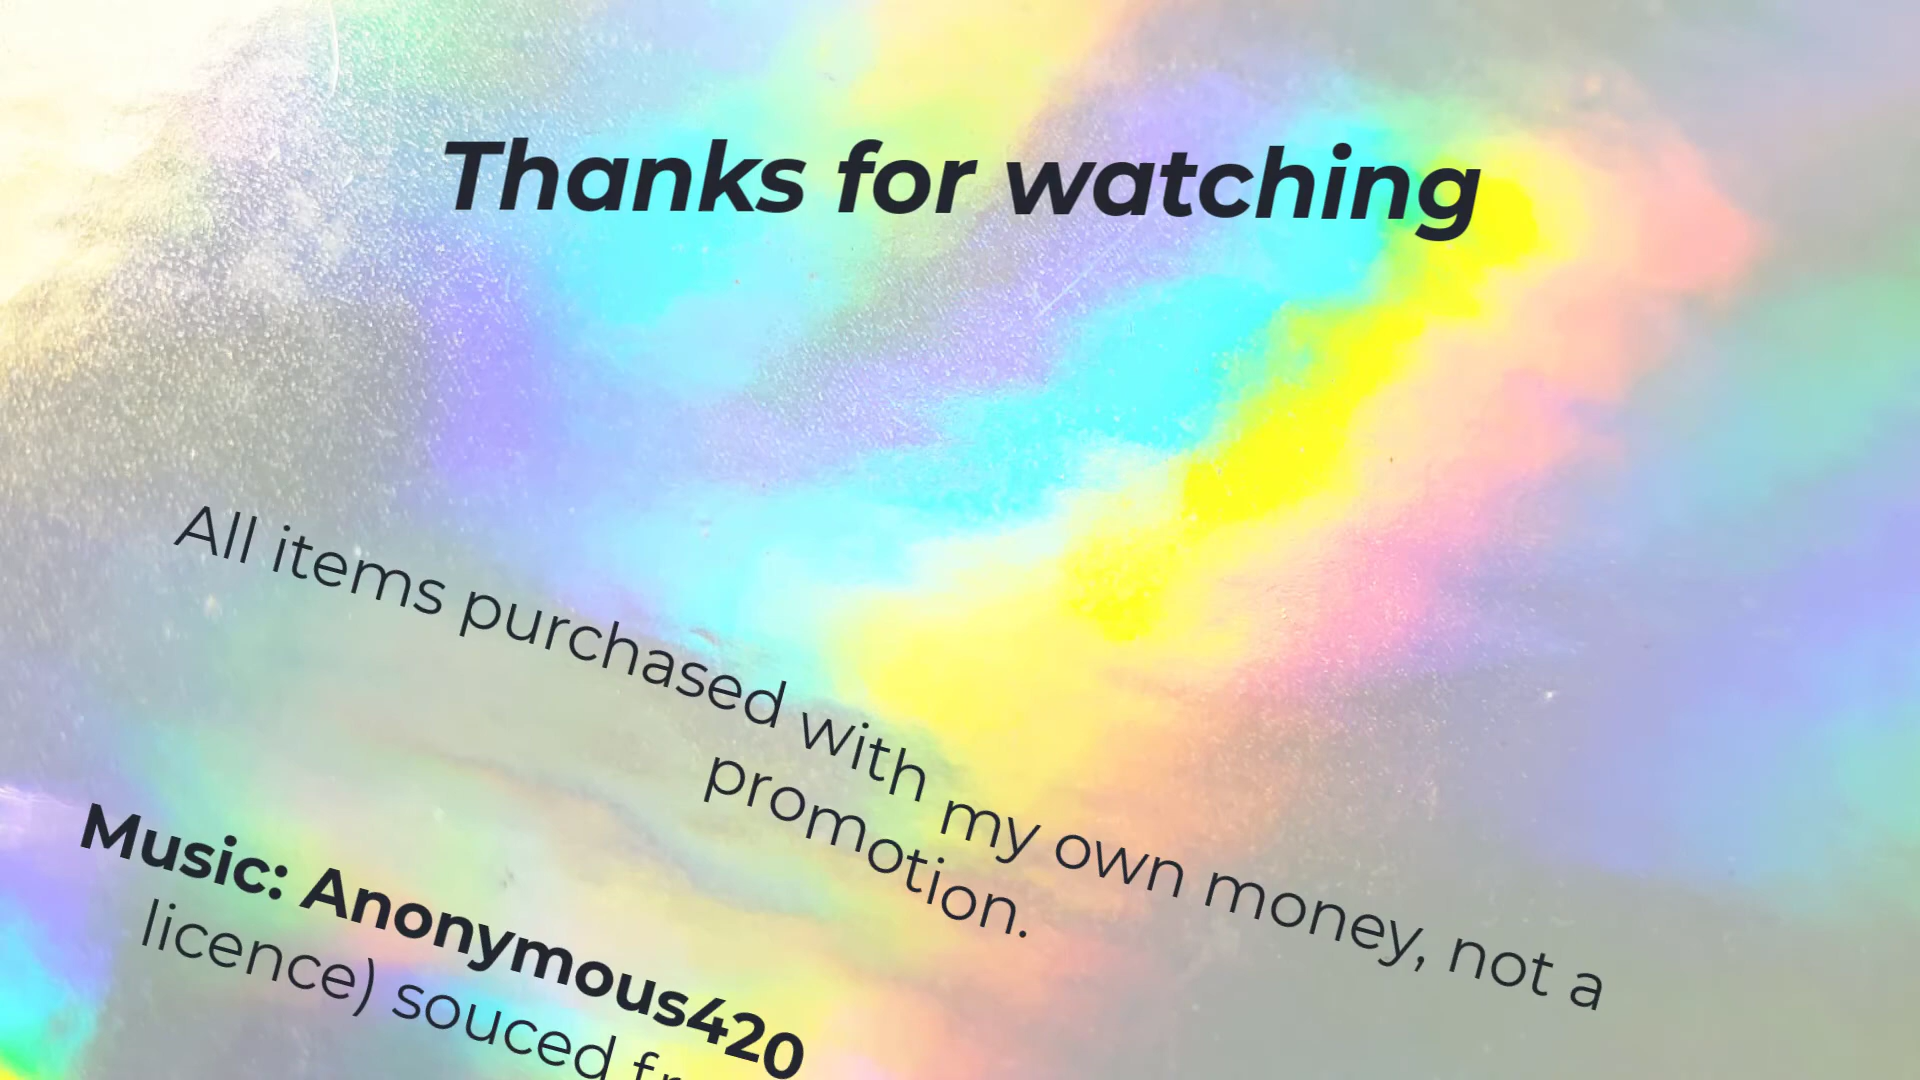 Thanks for watching
All items purchased with my own money, not a
promotion.
Music: Anonymous420
licence) souced